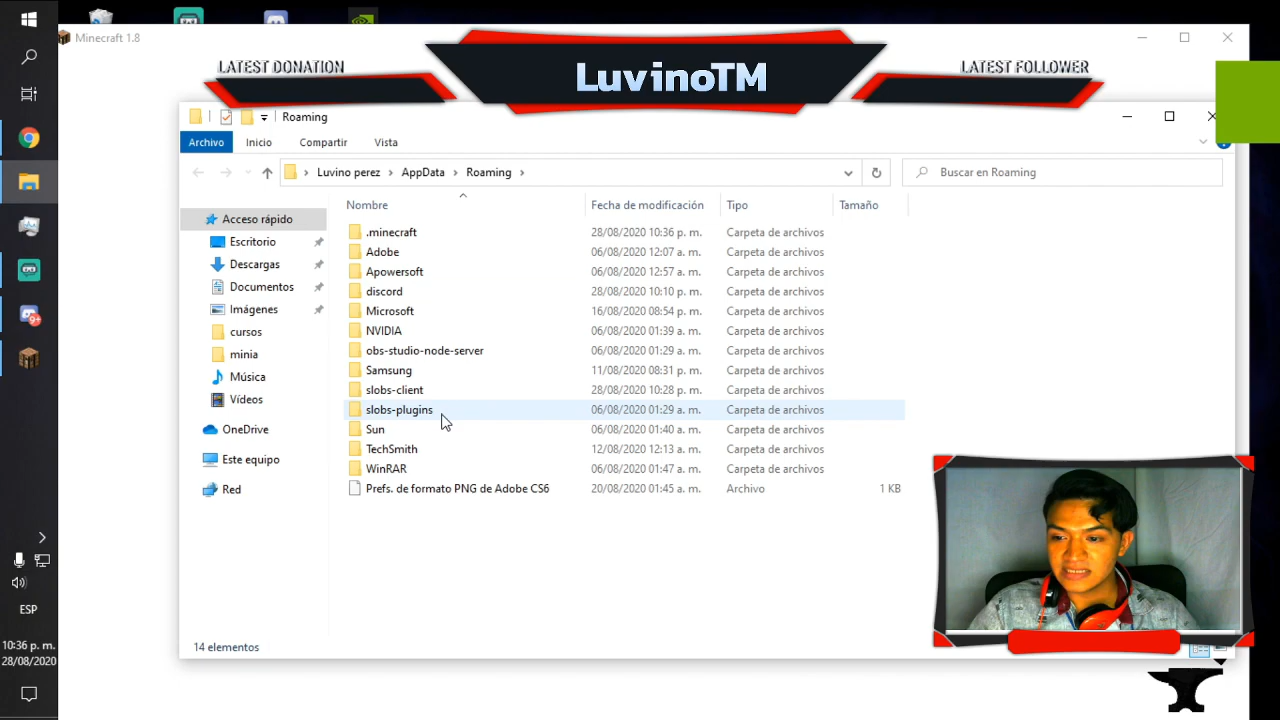 Minecraft 1.8
LATEST DONATION
LuvinoTM
LATEST FOLLOWER
Roaming
Archivo Inicio Compartir Vista
Luvino perez AppData Roaming
Buscar en Roaming
Nombre Fecha de modificación Tipo Tamaño
Acceso rápido
Escritorio
Descargas
Documentos
Imágenes
cursos
minia
Música
Vídeos
OneDrive
Este equipo
Red
.minecraft 28/08/2020 10:36 p. m. Carpeta de archivos
Adobe 06/08/2020 12:07 a. m. Carpeta de archivos
Apowersoft 06/08/2020 12:57 a. m. Carpeta de archivos
discord 28/08/2020 10:10 p. m. Carpeta de archivos
Microsoft 16/08/2020 08:54 p. m. Carpeta de archivos
NVIDIA 06/08/2020 01:39 a. m. Carpeta de archivos
obs-studio-node-server 06/08/2020 01:29 a. m. Carpeta de archivos
Samsung 11/08/2020 08:31 p. m. Carpeta de archivos
slobs-client 28/08/2020 10:28 p. m. Carpeta de archivos
slobs-plugins 06/08/2020 01:29 a. m. Carpeta de archivos
Sun 06/08/2020 01:40 a. m. Carpeta de archivos
TechSmith 12/08/2020 12:13 a. m. Carpeta de archivos
WinRAR 06/08/2020 01:47 a. m. Carpeta de archivos
Prefs. de formato PNG de Adobe CS6 20/08/2020 01:45 a. m. Archivo 1 KB
14 elementos
ESP
10:36 p. m.
28/08/2020